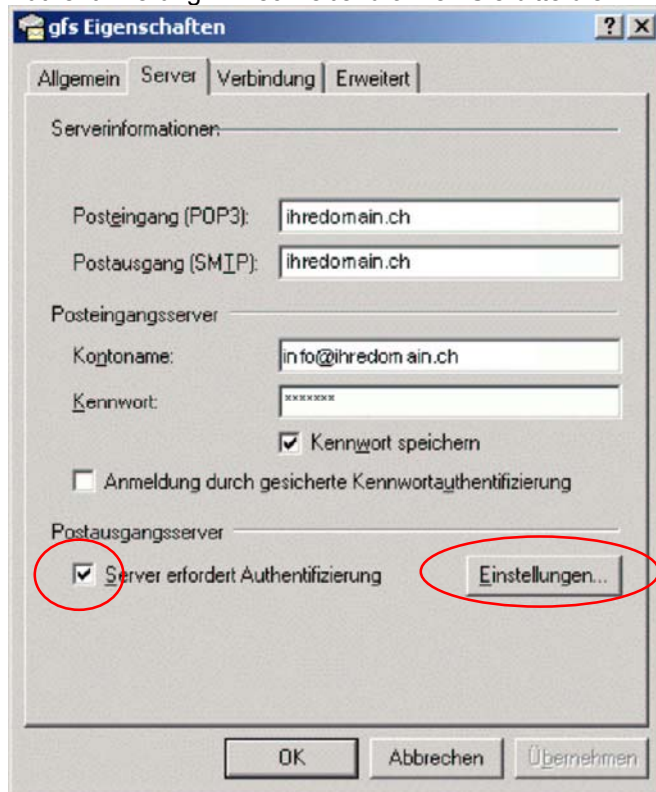 gfs Eigenschaften
Allgemein Server Verbindung Erweitert
Serverinformationen
Posteingang (POP3): ihredomain.ch
Postausgang (SMTP): ihredomain.ch
Posteingangsserver
Kontoname: info@ihredomain.ch
Kennwort: *******
Kennwort speichern
Anmeldung durch gesicherte Kennwortauthentifizierung
Postausgangsserver
Server erfordert Authentifizierung Einstellungen...
OK Abbrechen Übernehmen